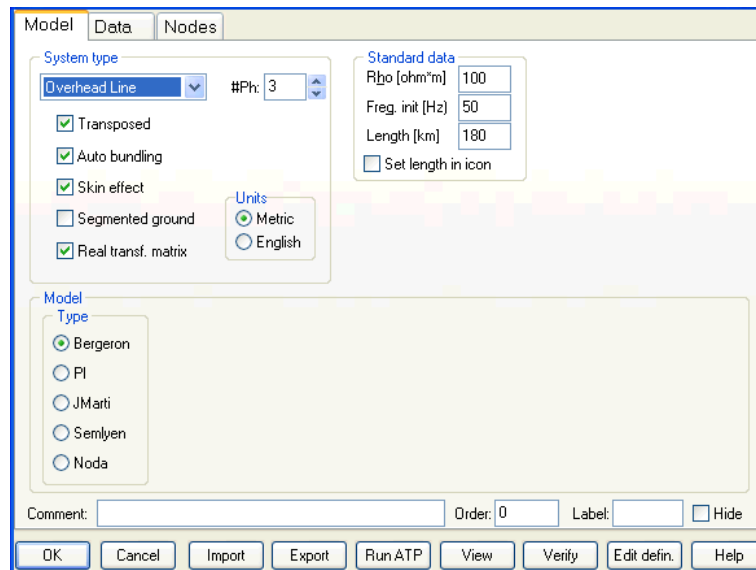 Model Data Nodes
System type
Overhead Line #Ph: 3
Transposed
Auto bundling
Skin effect
Segmented ground
Real transf. matrix
Units
Metric
English
Standard data
Rho [ohm*m] 100
Freq. init [Hz] 50
Length [km] 180
Set length in icon
Model
Type
Bergeron
PI
JMarti
Semlyen
Noda
Comment: Order: 0 Label: Hide
OK Cancel Import Export Run ATP View Verify Edit defin. Help